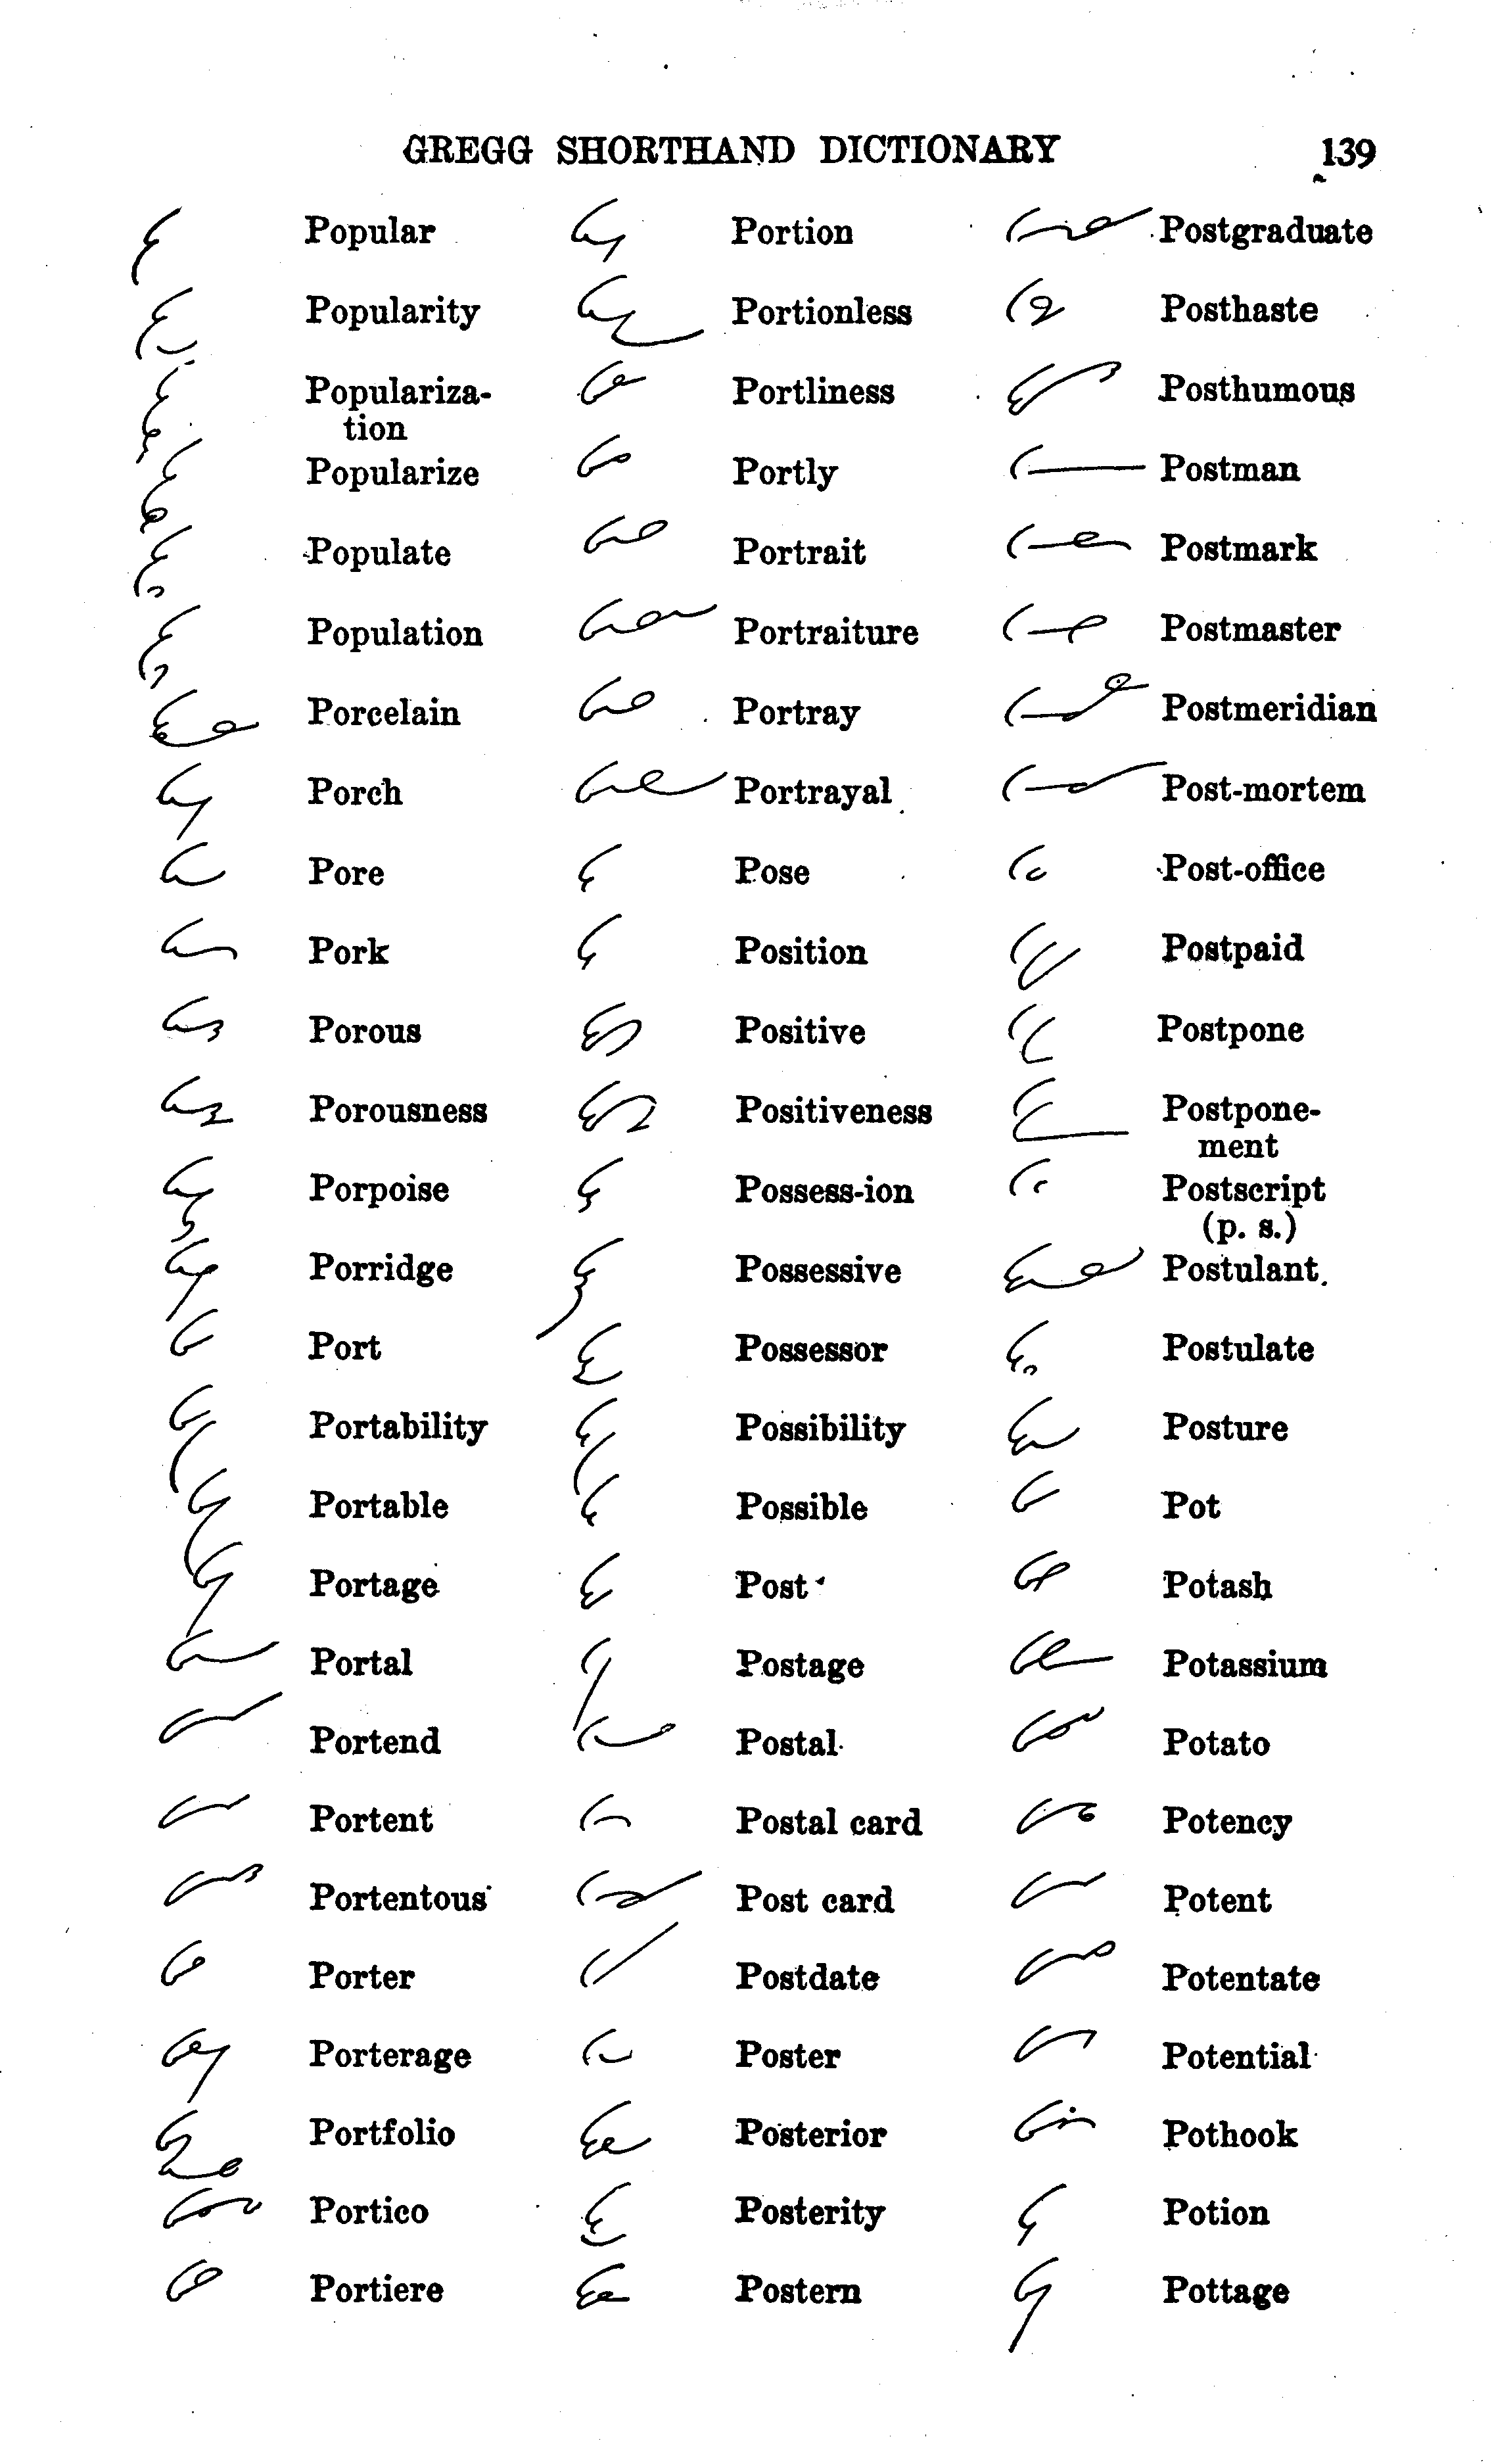 GREGG SHORTHAND DICTIONARY 139
Popular
Popularity
Populariza-
tion
Popularize
Populate
Population
Porcelain
Porch
Pore
Pork
Porous
Porousness
Porpoise
Porridge
Port
Portability
Portable
Portage
Portal
Portend
Portent
Portentous
Porter
Porterage
Portfolio
Portico
Portiere
Portion
Portionless
Portliness
Portly
Portrait
Portraiture
Portray
Portrayal
Pose
Position
Positive
Positiveness
Possess-ion
Possessive
Possessor
Possibility
Possible
Post
Postage
Postal
Postal card
Post card
Postdate
Poster
Posterior
Posterity
Postern
Postgraduate
Posthaste
Posthumous
Postman
Postmark
Postmaster
Postmeridian
Post-mortem
Post-office
Postpaid
Postpone
Postpone-
ment
Postscript
(p. s.)
Postulant
Postulate
Posture
Pot
Potash
Potassium
Potato
Potency
Potent
Potentate
Potential
Pothook
Potion
Pottage